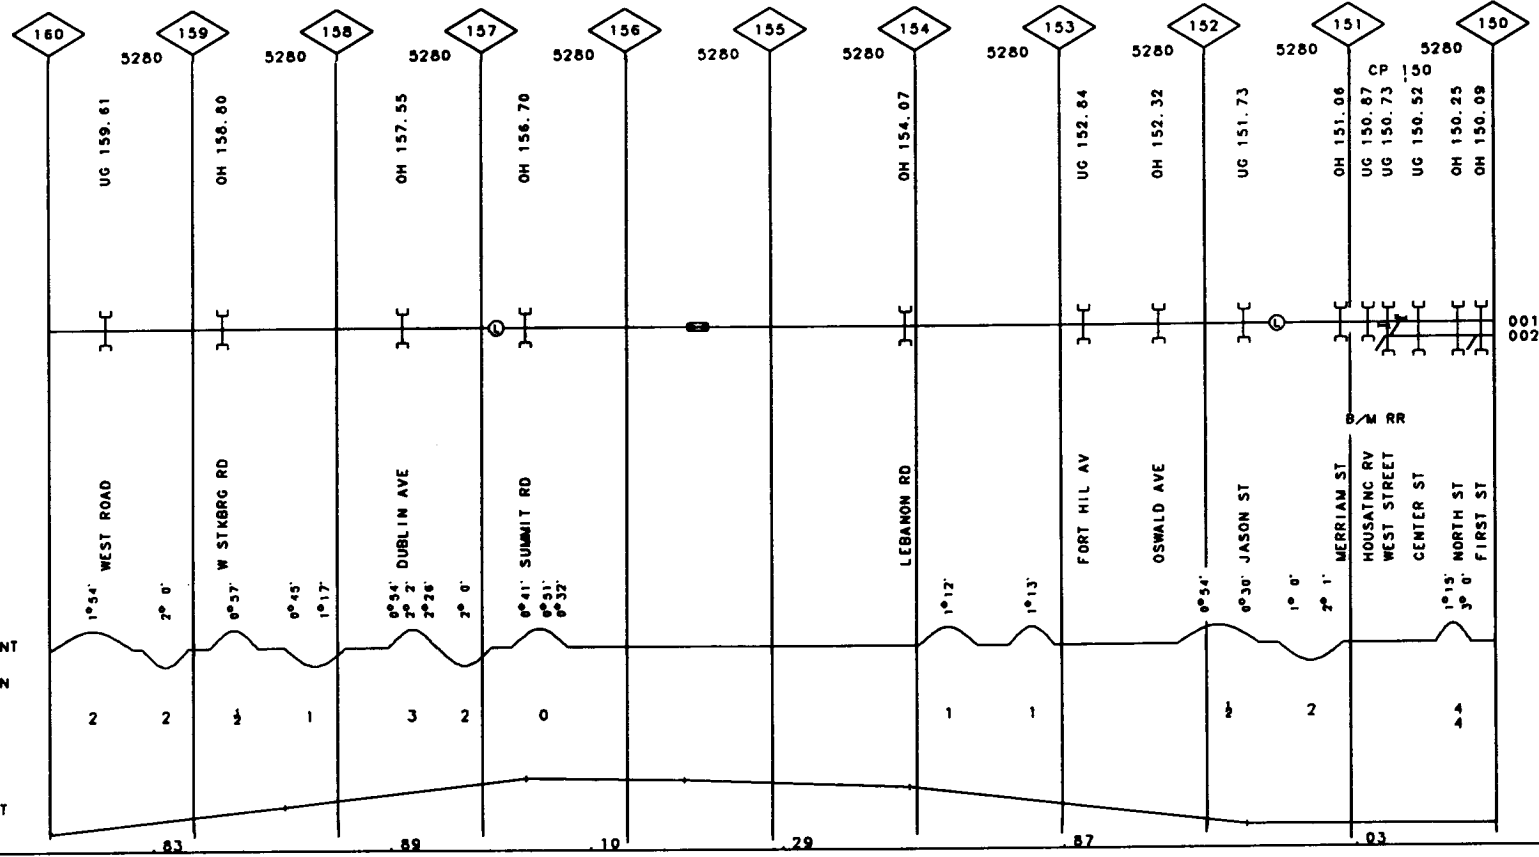 160 159 158 157 156 155 154 153 152 151 150
5280 5280 5280 5280 5280 5280 5280 5280 5280 5280
CP 150
UG 159.61
OH 158.80
OH 157.55
OH 156.70
OH 154.07
UG 152.84
OH 152.32
UG 151.73
OH 151.06
UG 150.87
UG 150.73
UG 150.52
OH 150.25
OH 150.09
L
L
001
002
B/M RR
WEST ROAD
W STKBRG RD
DUBLIN AVE
SUMMIT RD
LEBANON RD
FORT HIL AV
OSWALD AVE
JASON ST
MERRIAM ST
HOUSATNC RV
WEST STREET
CENTER ST
NORTH ST
FIRST ST
1°54'
2° 0'
0°57'
0°45'
1°17'
0°54'
2° 2'
2°26'
2° 0'
0°41'
0°51'
0°32'
1°12'
1°13'
0°54'
0°30'
1° 0'
2° 1'
1°15'
3° 0'
NT
N
2 2 ½ 1 3 2 0 1 1 ½ 2 4
4
T
.83 .89 .10 .29 .87 .03